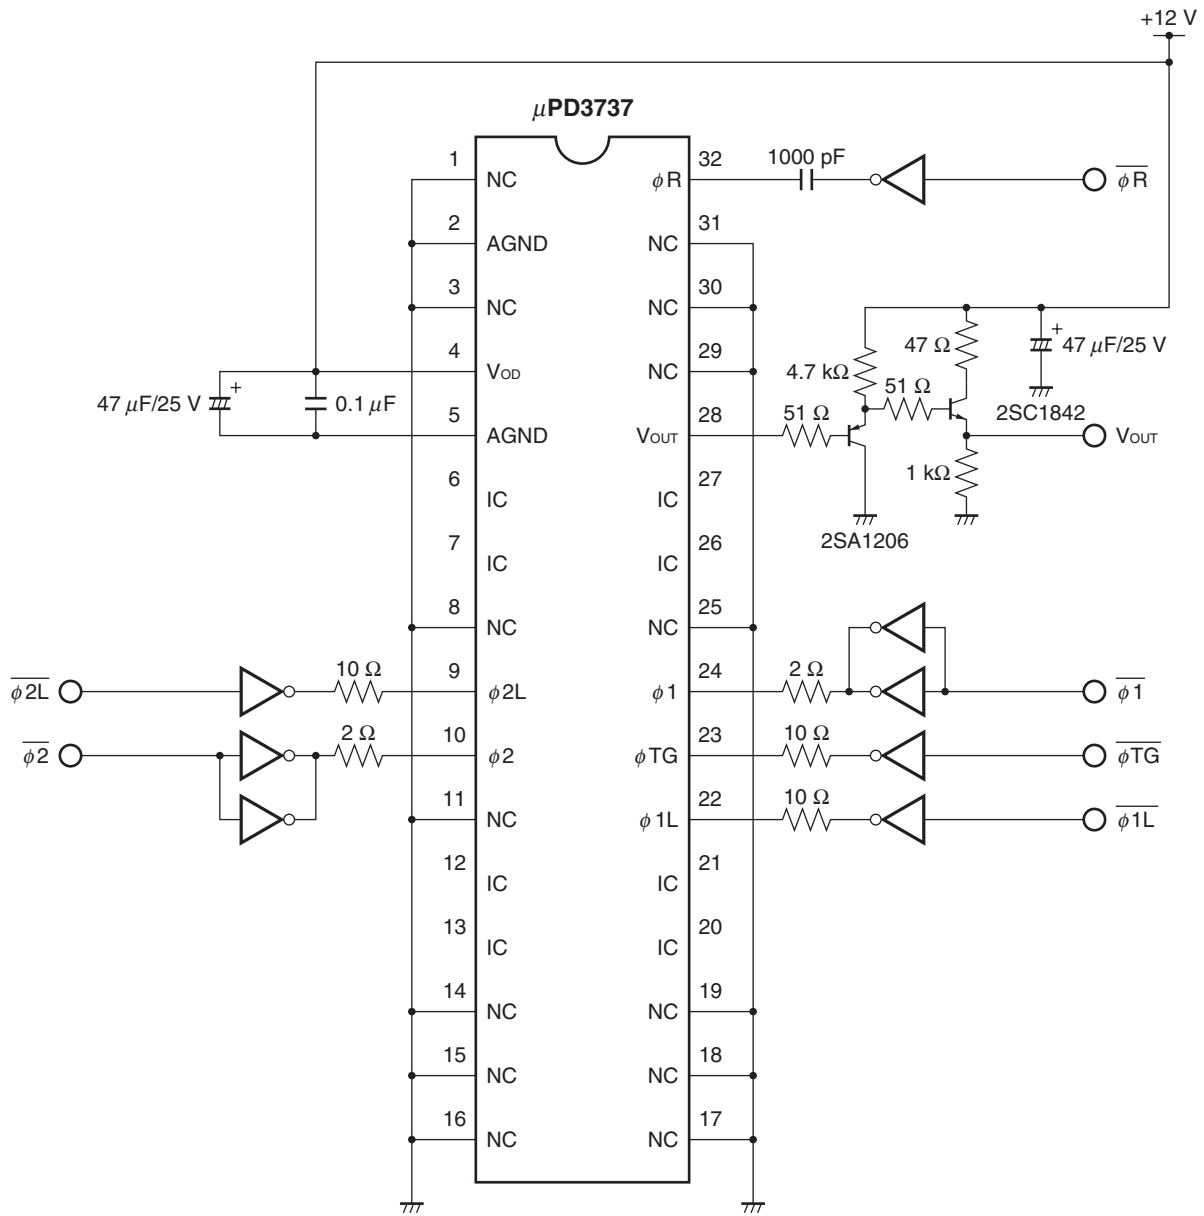 +12 V
μPD3737
1
NC
32
φR
1000 pF
φR̅
2
AGND
31
NC
3
NC
30
NC
4
VOD
29
NC
47 μF/25 V
+
0.1 μF
4.7 kΩ
47 Ω
+
47 μF/25 V
51 Ω
2SC1842
5
AGND
28
VOUT
51 Ω
VOUT
1 kΩ
2SA1206
6
IC
27
IC
7
IC
26
IC
8
NC
25
NC
φ2L̅
10 Ω
9
φ2L
24
φ1
2 Ω
φ1̅
φ2̅
2 Ω
10
φ2
23
φTG
10 Ω
φTG̅
11
NC
22
φ1L
10 Ω
φ1L̅
12
IC
21
IC
13
IC
20
IC
14
NC
19
NC
15
NC
18
NC
16
NC
17
NC